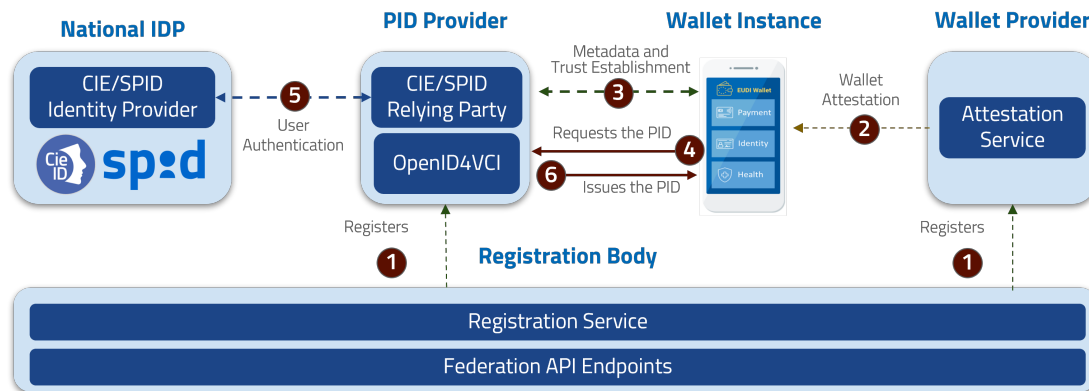 National IDP
PID Provider
Wallet Instance
Wallet Provider
CIE/SPID
Identity Provider
Cie
ID
spid
5
User
Authentication
CIE/SPID
Relying Party
OpenID4VCI
Metadata and
Trust Establishment
3
Requests the PID
4
6
Issues the PID
EUDI Wallet
Payment
Identity
Health
Wallet
Attestation
2
Attestation
Service
Registers
1
Registration Body
Registers
1
Registration Service
Federation API Endpoints